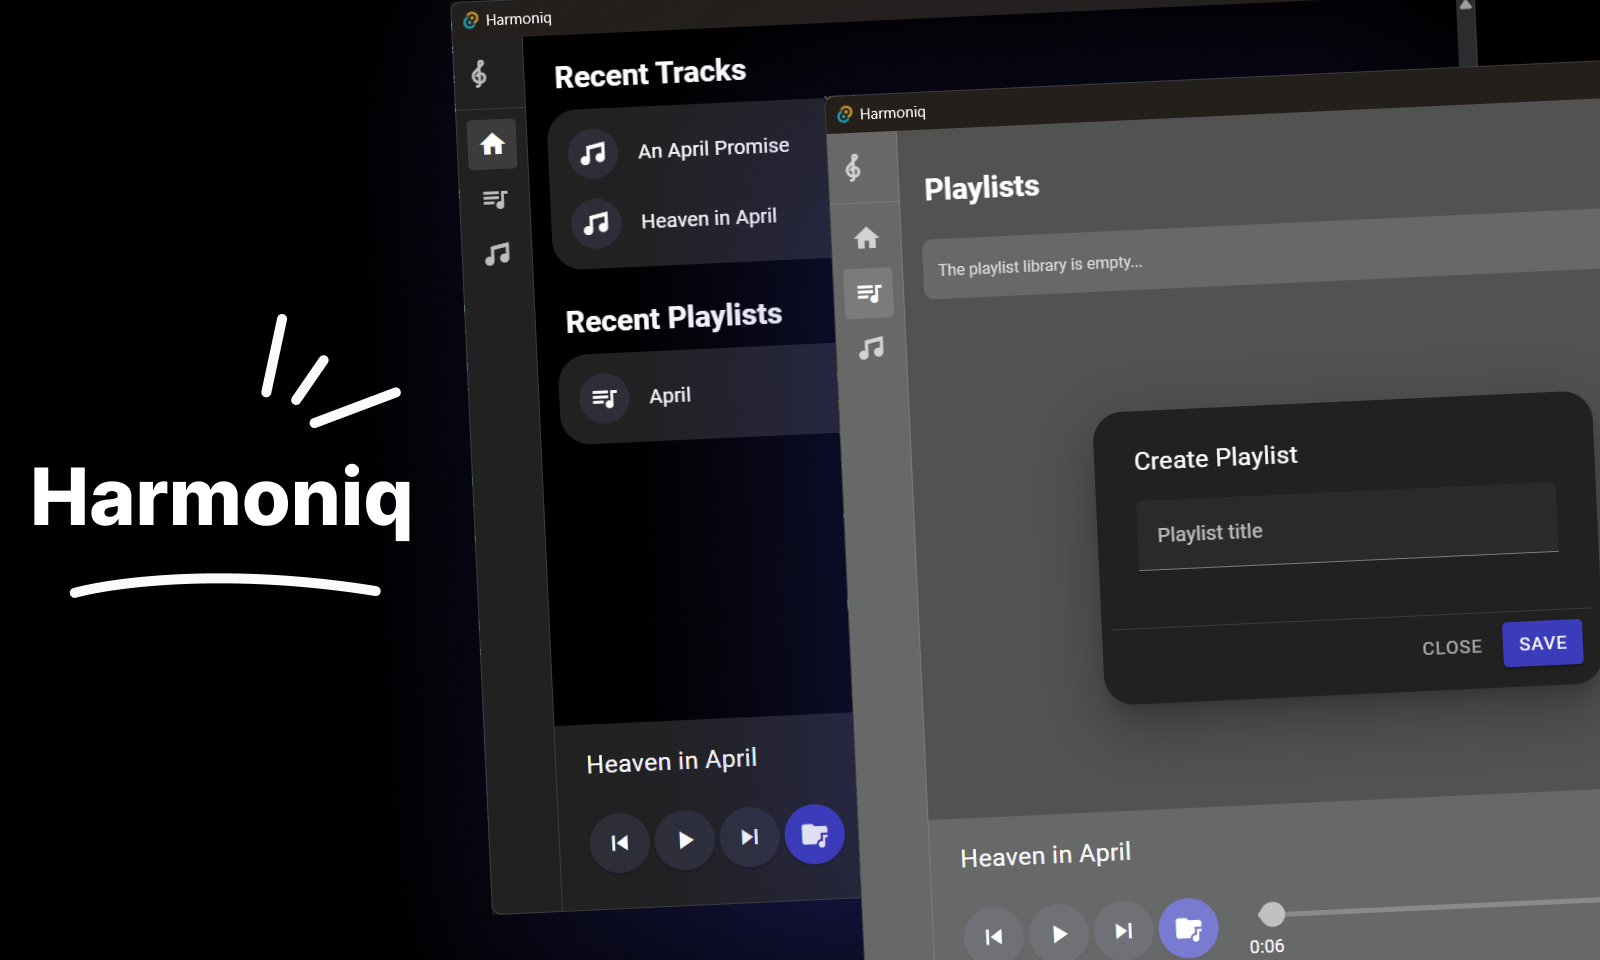 Harmoniq
Harmoniq
Recent Tracks
An April Promise
Heaven in April
Recent Playlists
April
Heaven in April
Harmoniq
Playlists
The playlist library is empty...
Create Playlist
Playlist title
CLOSE
SAVE
Heaven in April
0:06